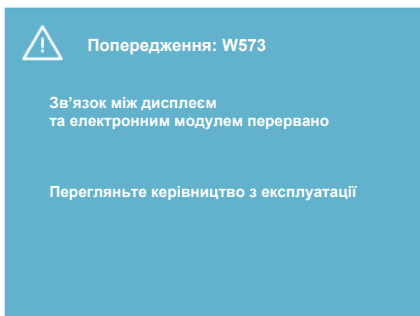 Попередження: W573
Зв’язок між дисплеєм
та електронним модулем перервано
Перегляньте керівництво з експлуатації